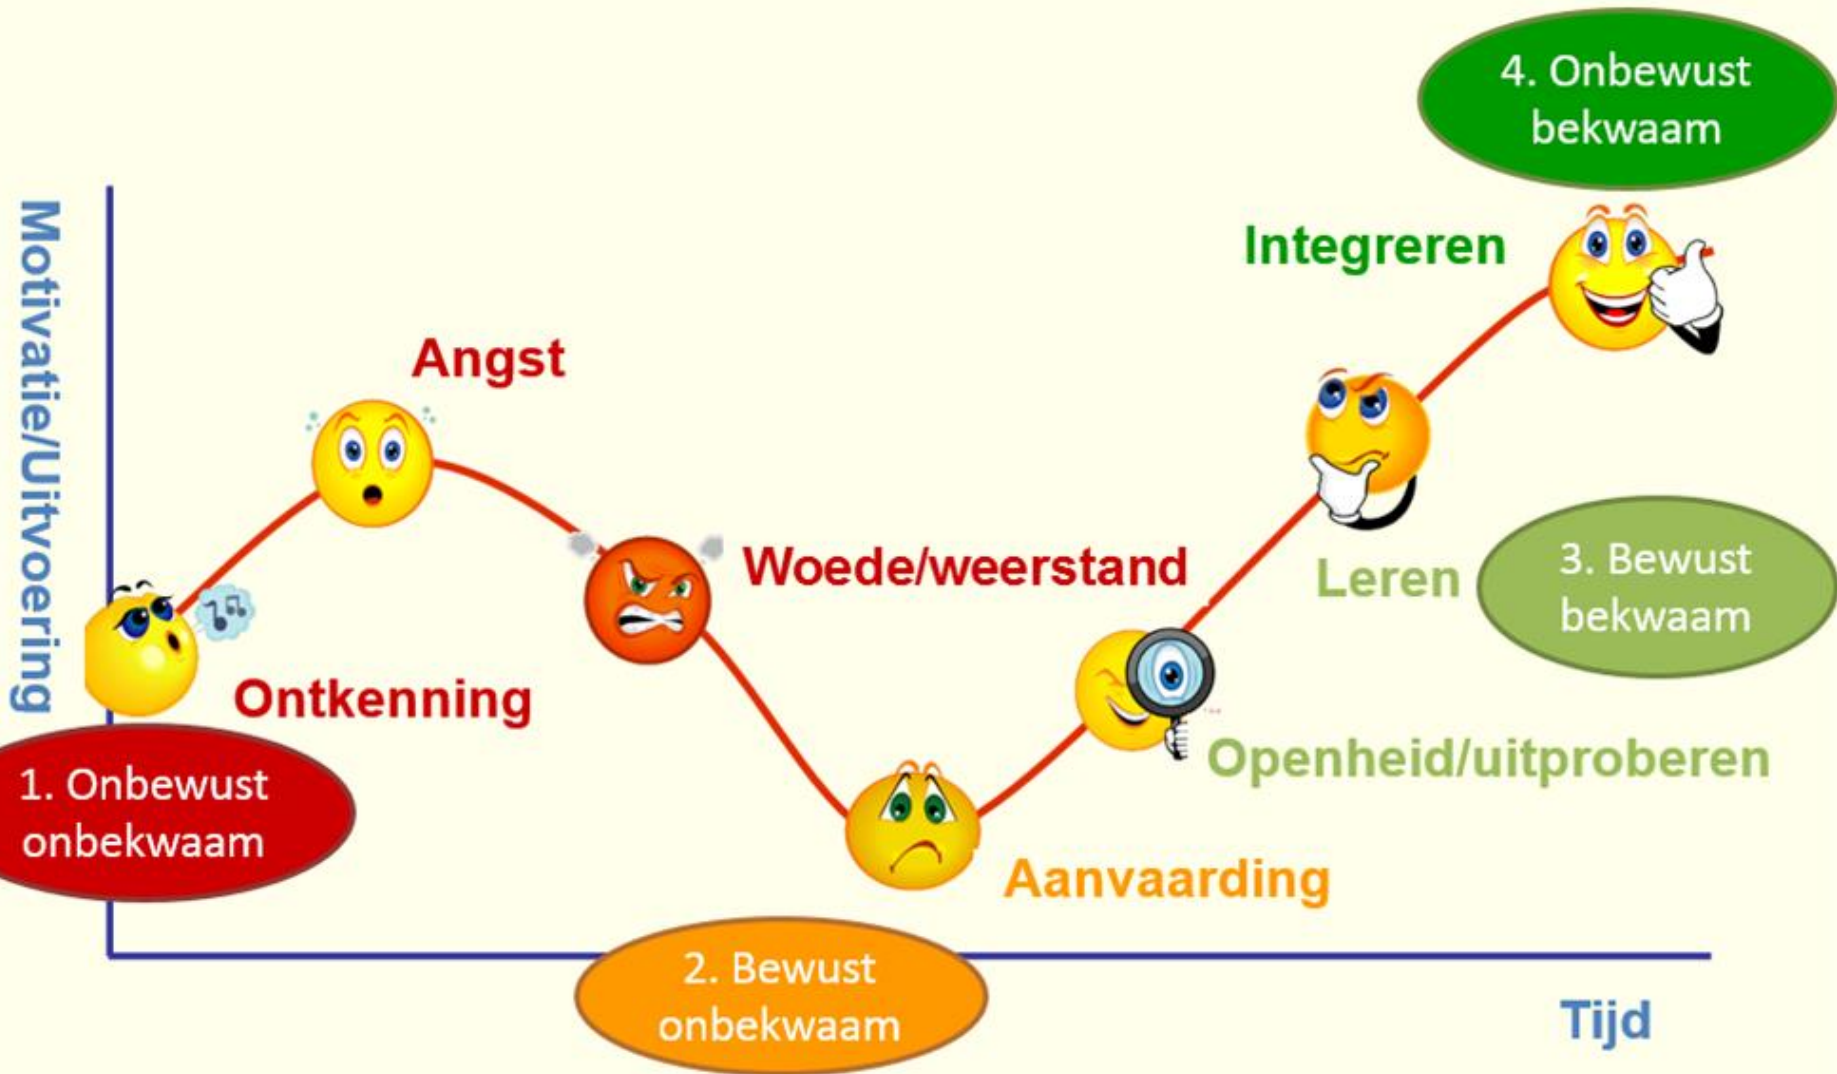 4. Onbewust
bekwaam
Motivatie/Uitvoering
Integreren
Angst
Woede/weerstand
Leren
3. Bewust
bekwaam
Ontkenning
Openheid/uitproberen
1. Onbewust
onbekwaam
Aanvaarding
2. Bewust
onbekwaam
Tijd